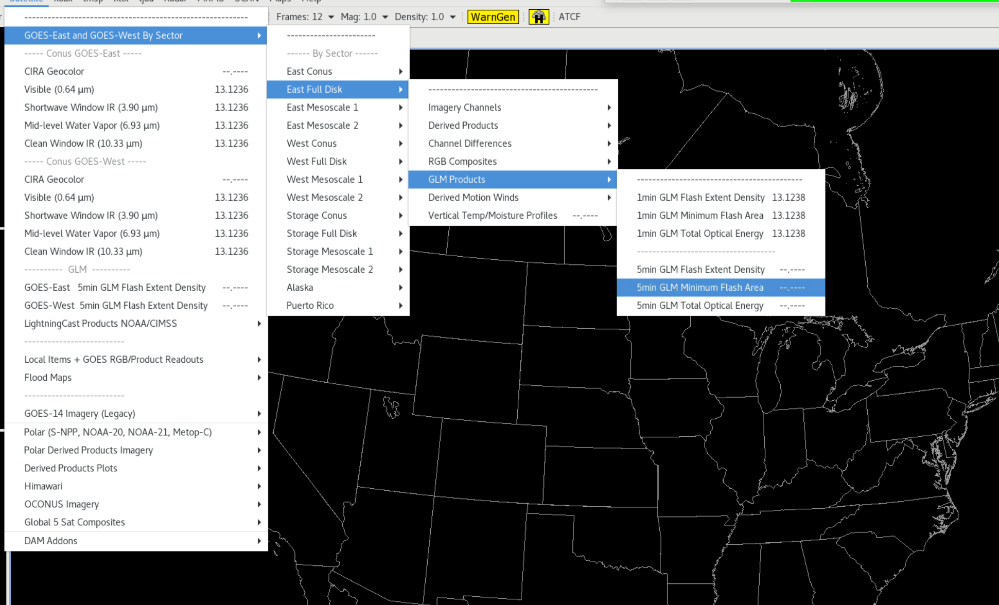 Satellite koax tmsp ktlx tjua Radar MRMS SCAN Maps Help
Frames: 12 Mag: 1.0 Density: 1.0 WarnGen H ATCF
------------------------------------------------------
GOES-East and GOES-West By Sector
----- Conus GOES-East -----
CIRA Geocolor --.----
Visible (0.64 µm) 13.1236
Shortwave Window IR (3.90 µm) 13.1236
Mid-level Water Vapor (6.93 µm) 13.1236
Clean Window IR (10.33 µm) 13.1236
----- Conus GOES-West -----
CIRA Geocolor --.----
Visible (0.64 µm) 13.1236
Shortwave Window IR (3.90 µm) 13.1236
Mid-level Water Vapor (6.93 µm) 13.1236
Clean Window IR (10.33 µm) 13.1236
---------- GLM ----------
GOES-East 5min GLM Flash Extent Density --.----
GOES-West 5min GLM Flash Extent Density --.----
LightningCast Products NOAA/CIMSS
--------------------------
Local Items + GOES RGB/Product Readouts
Flood Maps
--------------------------
GOES-14 Imagery (Legacy)
Polar (S-NPP, NOAA-20, NOAA-21, Metop-C)
Polar Derived Products Imagery
Derived Products Plots
Himawari
OCONUS Imagery
Global 5 Sat Composites
DAM Addons
-----------------------
------ By Sector ------
East Conus
East Full Disk
East Mesoscale 1
East Mesoscale 2
West Conus
West Full Disk
West Mesoscale 1
West Mesoscale 2
Storage Conus
Storage Full Disk
Storage Mesoscale 1
Storage Mesoscale 2
Alaska
Puerto Rico
--------------------------------------------
Imagery Channels
Derived Products
Channel Differences
RGB Composites
GLM Products
Derived Motion Winds
Vertical Temp/Moisture Profiles --.----
-------------------------------------------
1min GLM Flash Extent Density 13.1238
1min GLM Minimum Flash Area 13.1238
1min GLM Total Optical Energy 13.1238
------------------------------------
5min GLM Flash Extent Density --.----
5min GLM Minimum Flash Area --.----
5min GLM Total Optical Energy --.----